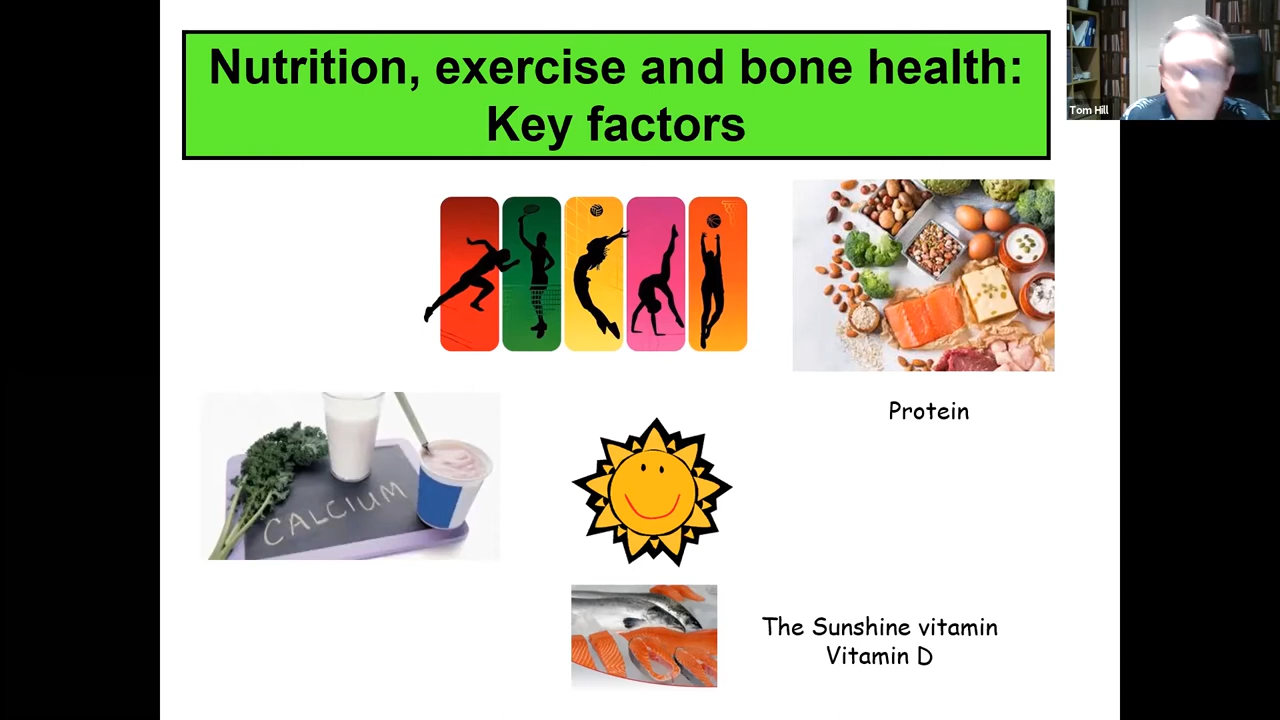 Nutrition, exercise and bone health:
Key factors
Tom Hill
Protein
CALCIUM
The Sunshine vitamin
Vitamin D